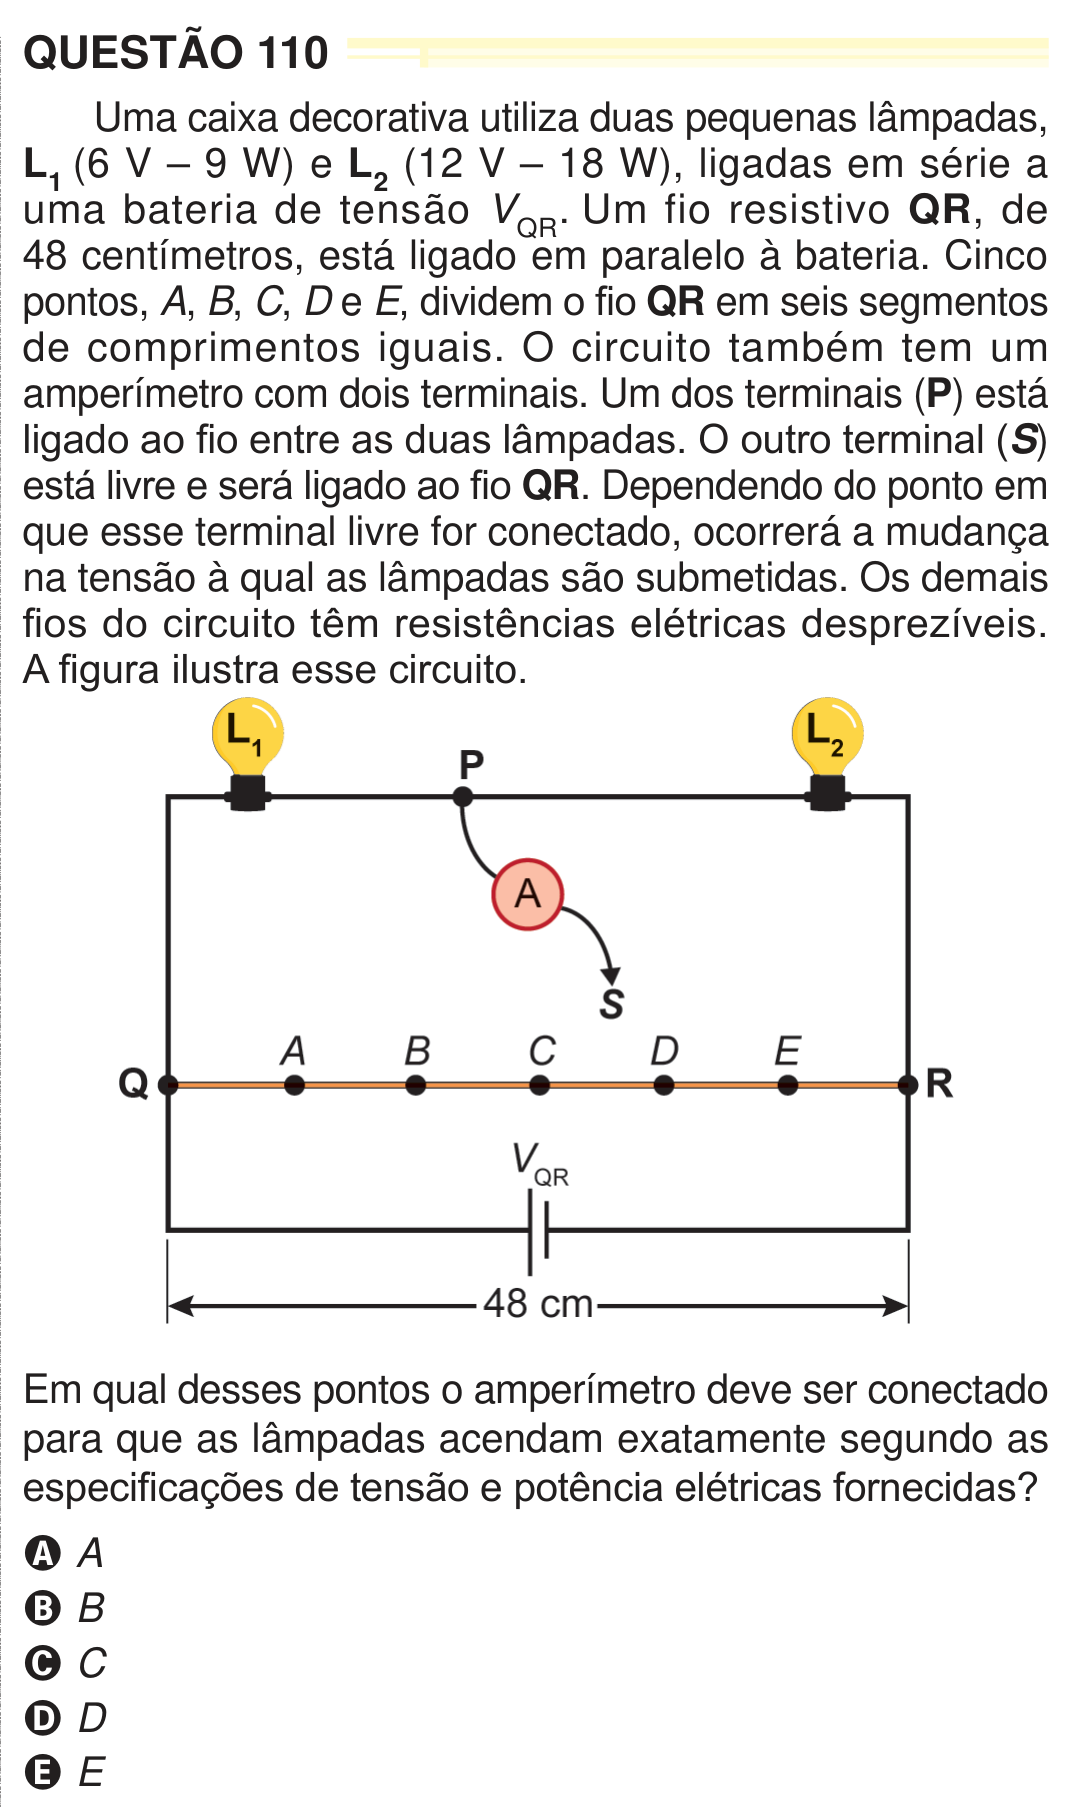 QUESTÃO 110
Uma caixa decorativa utiliza duas pequenas lâmpadas,
L1 (6 V – 9 W) e L2 (12 V – 18 W), ligadas em série a
uma bateria de tensão VQR. Um fio resistivo QR, de
48 centímetros, está ligado em paralelo à bateria. Cinco
pontos, A, B, C, D e E, dividem o fio QR em seis segmentos
de comprimentos iguais. O circuito também tem um
amperímetro com dois terminais. Um dos terminais (P) está
ligado ao fio entre as duas lâmpadas. O outro terminal (S)
está livre e será ligado ao fio QR. Dependendo do ponto em
que esse terminal livre for conectado, ocorrerá a mudança
na tensão à qual as lâmpadas são submetidas. Os demais
fios do circuito têm resistências elétricas desprezíveis.
A figura ilustra esse circuito.
L1 L2
P
A
S
A B C D E
Q R
VQR
48 cm
Em qual desses pontos o amperímetro deve ser conectado
para que as lâmpadas acendam exatamente segundo as
especificações de tensão e potência elétricas fornecidas?
A A
B B
C C
D D
E E